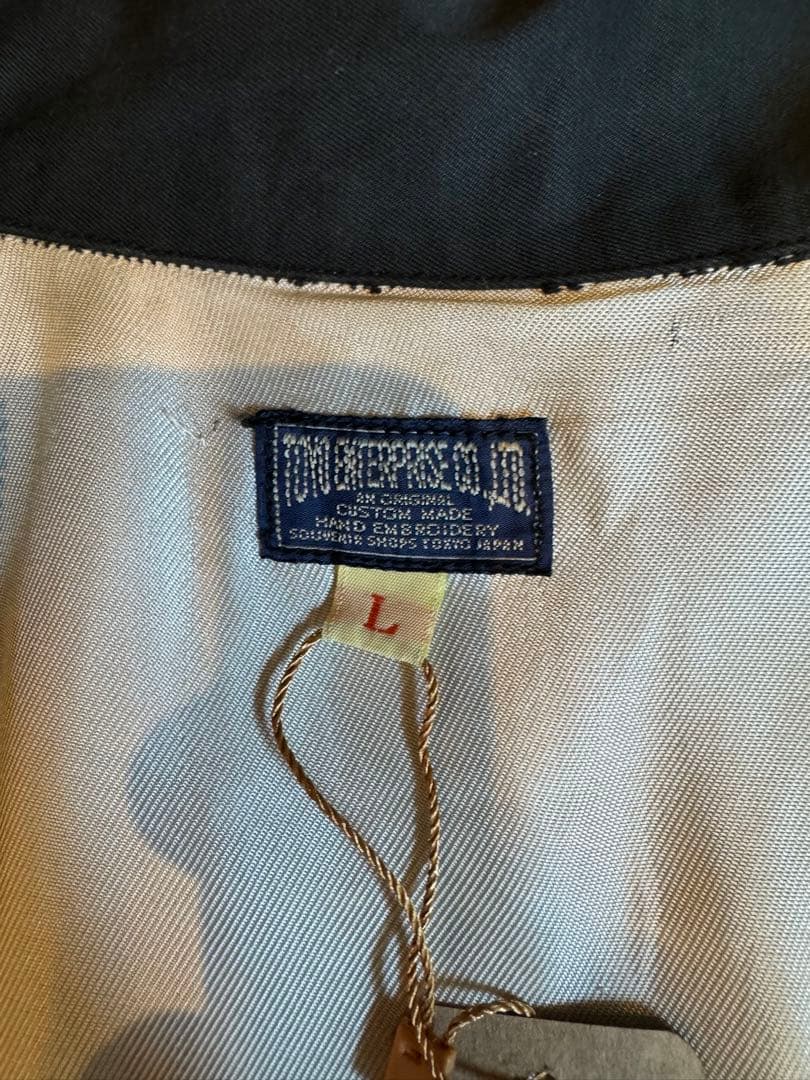 TOYO ENTERPRISE CO. LTD.
AN ORIGINAL
CUSTOM MADE
HAND EMBROIDERY
SOUVENIR SHOPS TOKYO JAPAN
L